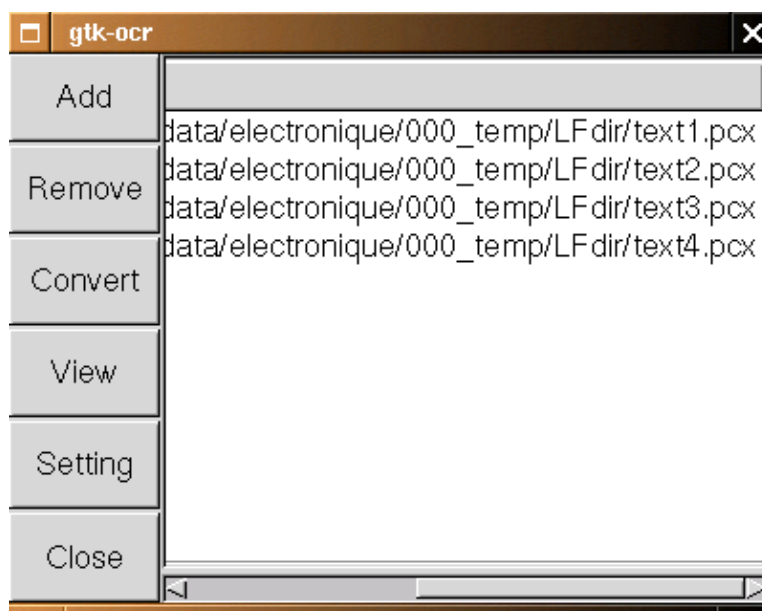 gtk-ocr
Add
Remove
Convert
View
Setting
Close
data/electronique/000_temp/LFdir/text1.pcx
data/electronique/000_temp/LFdir/text2.pcx
data/electronique/000_temp/LFdir/text3.pcx
data/electronique/000_temp/LFdir/text4.pcx